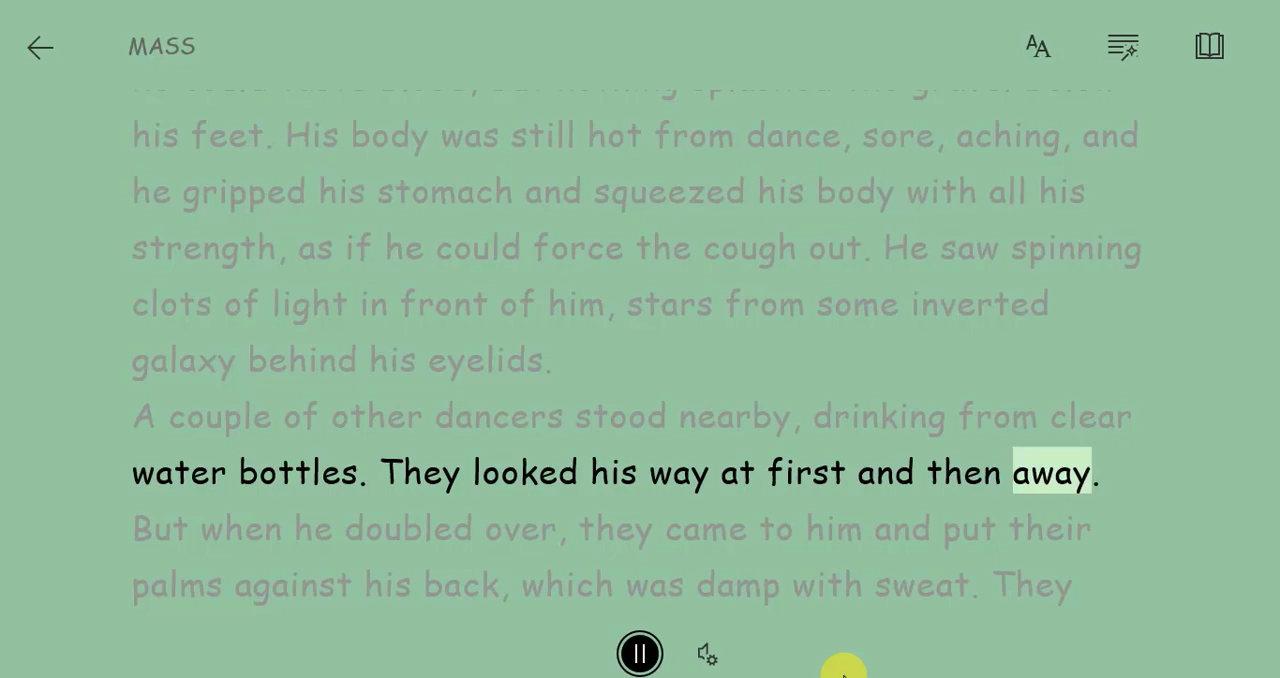 MASS
AA
his feet. His body was still hot from dance, sore, aching, and
he gripped his stomach and squeezed his body with all his
strength, as if he could force the cough out. He saw spinning
clots of light in front of him, stars from some inverted
galaxy behind his eyelids.
A couple of other dancers stood nearby, drinking from clear
water bottles. They looked his way at first and then away.
But when he doubled over, they came to him and put their
palms against his back, which was damp with sweat. They